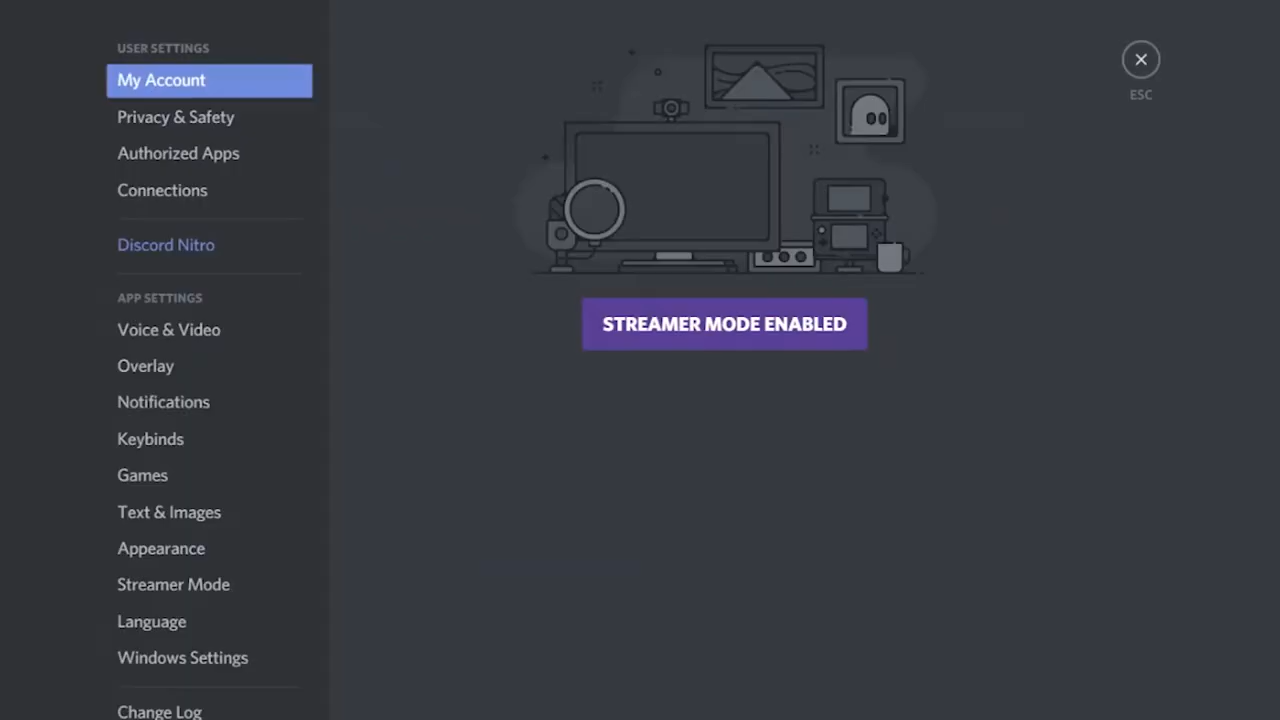 USER SETTINGS
My Account
Privacy & Safety
Authorized Apps
Connections
Discord Nitro
APP SETTINGS
Voice & Video
Overlay
Notifications
Keybinds
Games
Text & Images
Appearance
Streamer Mode
Language
Windows Settings
Change Log
STREAMER MODE ENABLED
ESC